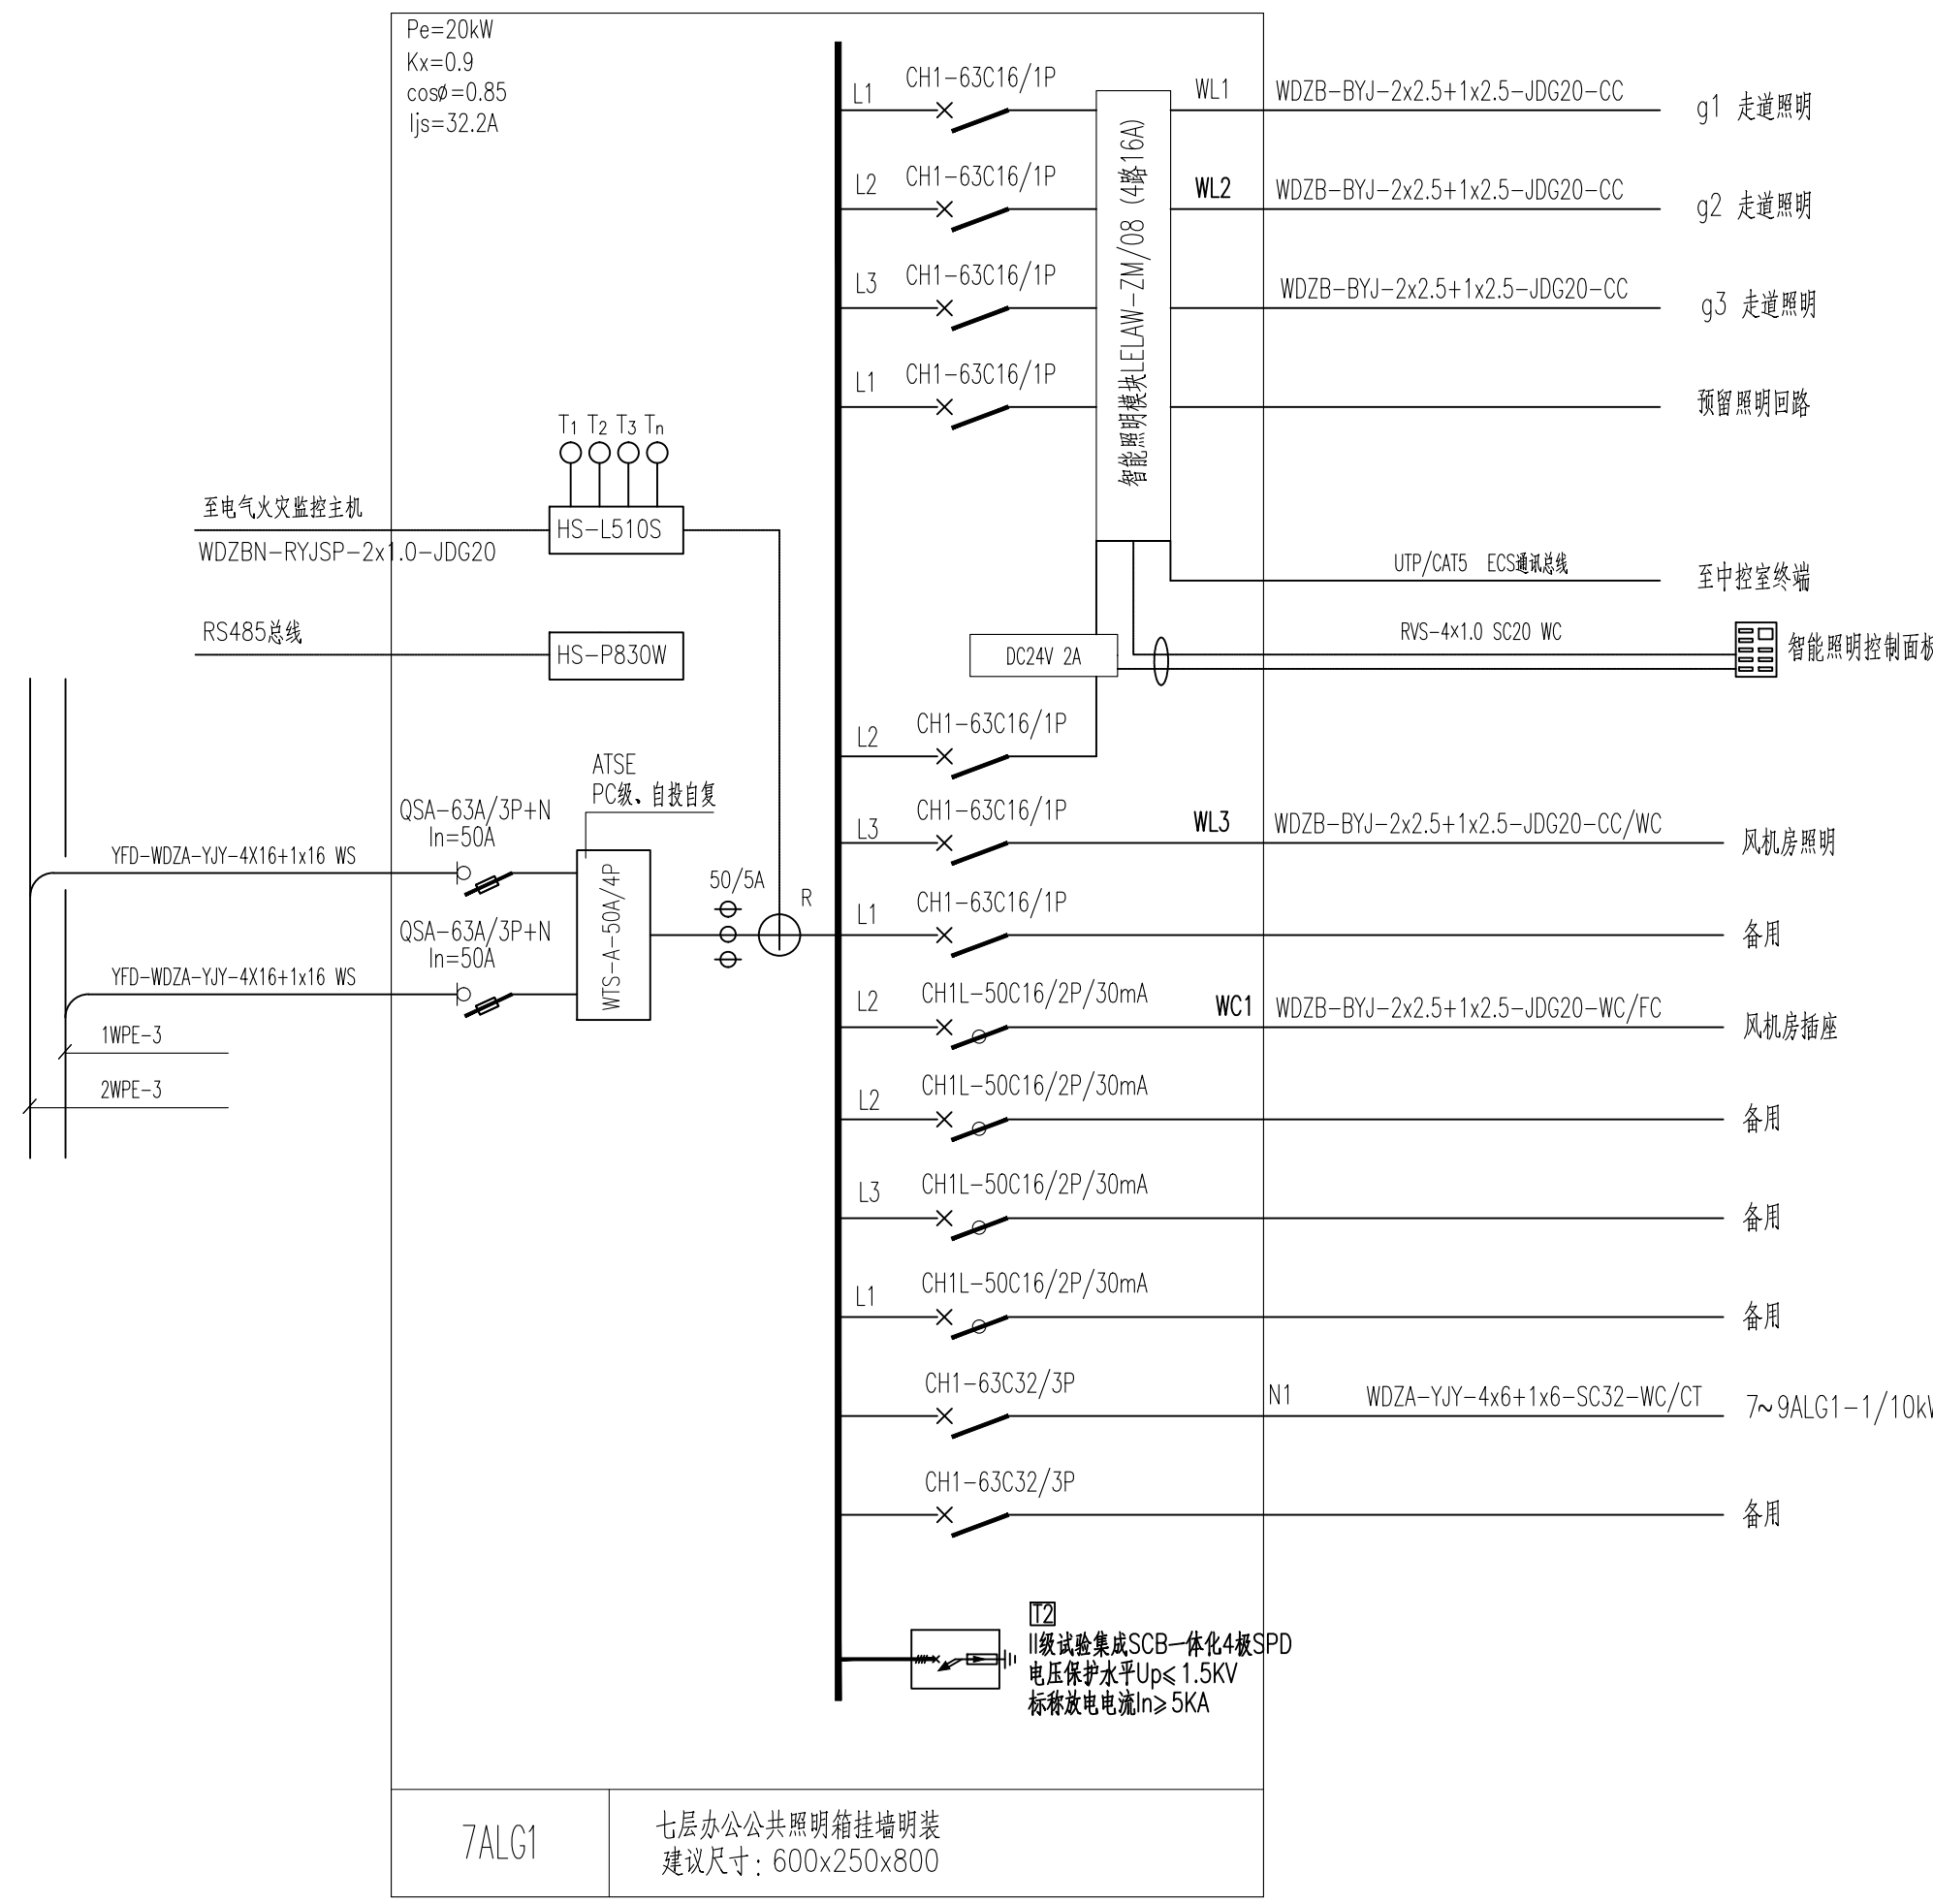 Pe=20kW
Kx=0.9
cosø=0.85
Ijs=32.2A
L1 CH1-63C16/1P WL1 WDZB-BYJ-2x2.5+1x2.5-JDG20-CC g1 走道照明
L2 CH1-63C16/1P WL2 WDZB-BYJ-2x2.5+1x2.5-JDG20-CC g2 走道照明
L3 CH1-63C16/1P WDZB-BYJ-2x2.5+1x2.5-JDG20-CC g3 走道照明
L1 CH1-63C16/1P 预留照明回路
智能照明模块LELAW-ZM/08 (4路16A)
T1 T2 T3 Tn
至电气火灾监控主机
HS-L510S
WDZBN-RYJSP-2x1.0-JDG20
UTP/CAT5 ECS通讯总线 至中控室终端
RS485总线
HS-P830W
DC24V 2A
RVS-4×1.0 SC20 WC
智能照明控制面板
L2 CH1-63C16/1P
ATSE
PC级、自投自复
QSA-63A/3P+N
In=50A
YFD-WDZA-YJY-4X16+1x16 WS
L3 CH1-63C16/1P WL3 WDZB-BYJ-2x2.5+1x2.5-JDG20-CC/WC 风机房照明
WTS-A-50A/4P
50/5A
R
L1 CH1-63C16/1P 备用
QSA-63A/3P+N
In=50A
YFD-WDZA-YJY-4X16+1x16 WS
L2 CH1L-50C16/2P/30mA WC1 WDZB-BYJ-2x2.5+1x2.5-JDG20-WC/FC 风机房插座
1WPE-3
2WPE-3
L2 CH1L-50C16/2P/30mA 备用
L3 CH1L-50C16/2P/30mA 备用
L1 CH1L-50C16/2P/30mA 备用
CH1-63C32/3P N1 WDZA-YJY-4x6+1x6-SC32-WC/CT 7~9ALG1-1/10kW
CH1-63C32/3P 备用
T2
II级试验集成SCB一体化4极SPD
电压保护水平Up≤1.5KV
标称放电电流In≥5KA
7ALG1
七层办公公共照明箱挂墙明装
建议尺寸: 600x250x800